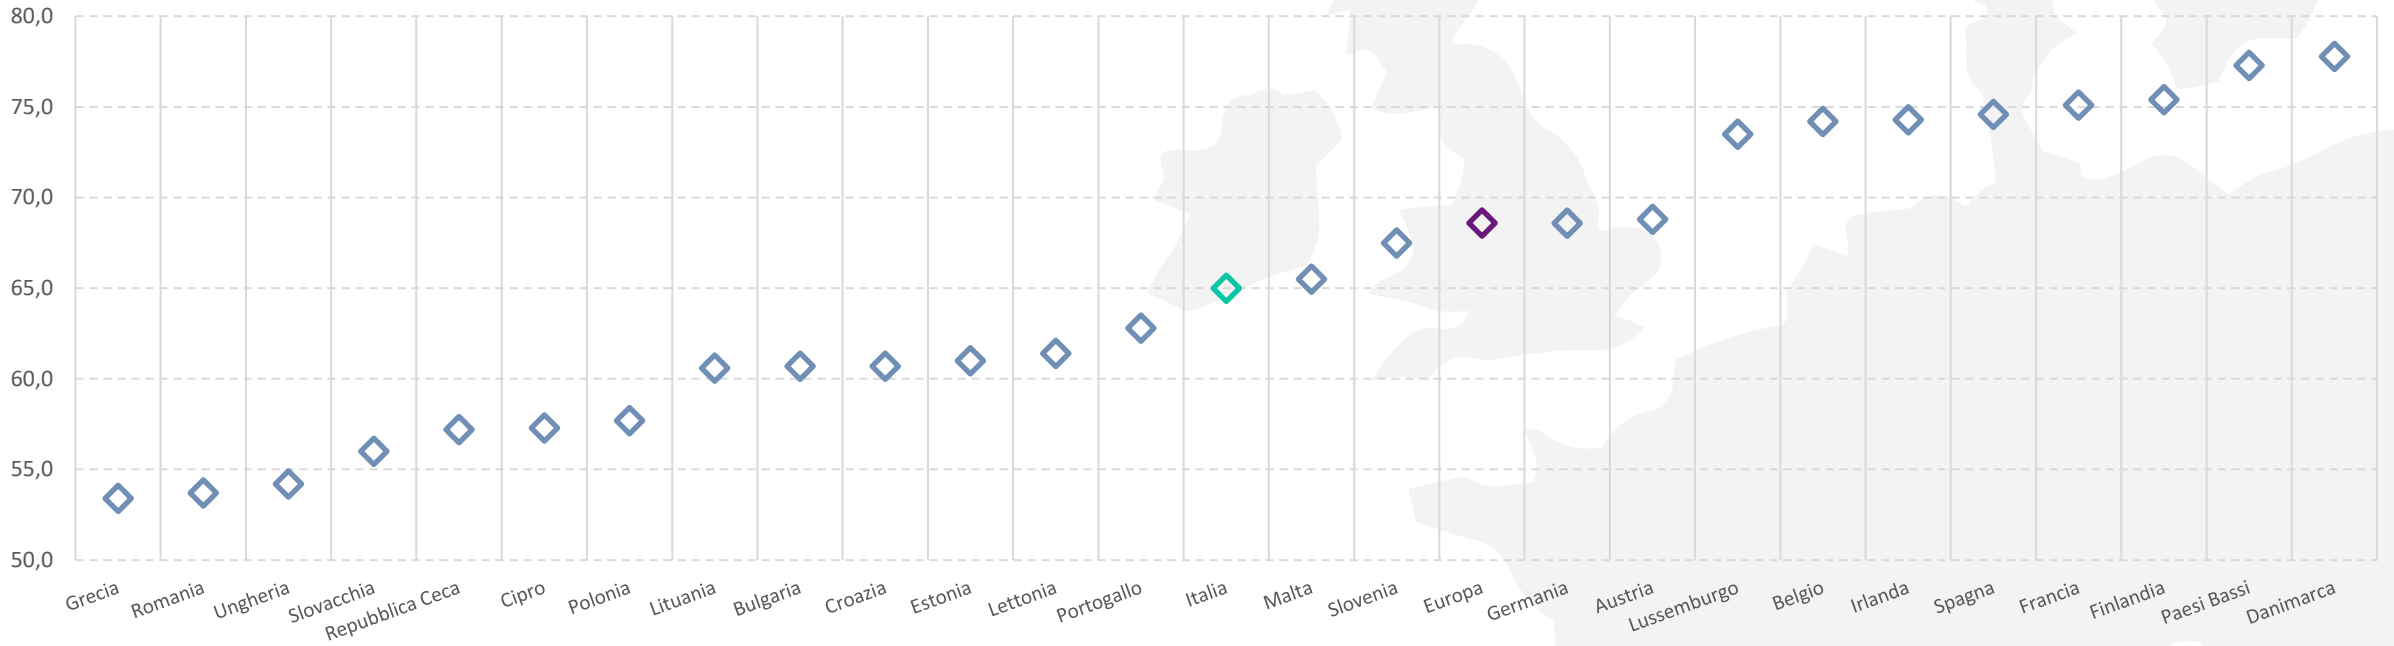 80,0
75,0
70,0
65,0
60,0
55,0
50,0
Grecia
Romania
Ungheria
Slovacchia
Repubblica Ceca
Cipro
Polonia
Lituania
Bulgaria
Croazia
Estonia
Lettonia
Portogallo
Italia
Malta
Slovenia
Europa
Germania
Austria
Lussemburgo
Belgio
Irlanda
Spagna
Francia
Finlandia
Paesi Bassi
Danimarca